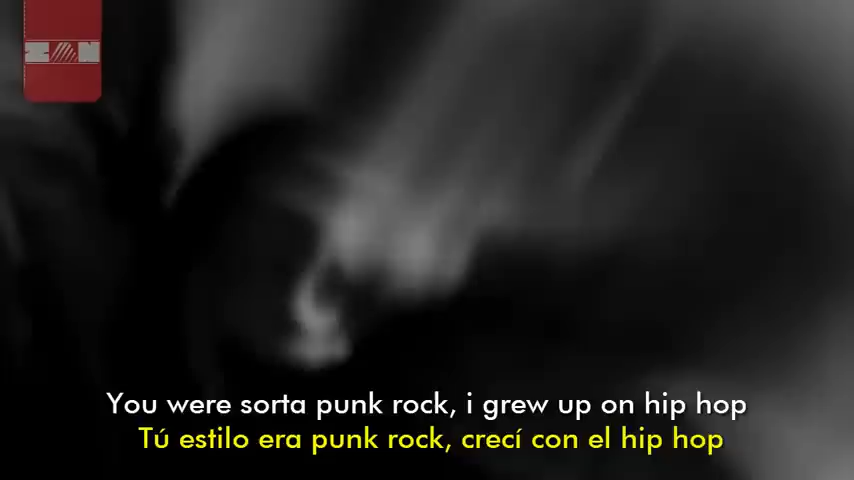 ZMN
You were sorta punk rock, i grew up on hip hop
Tú estilo era punk rock, crecí con el hip hop